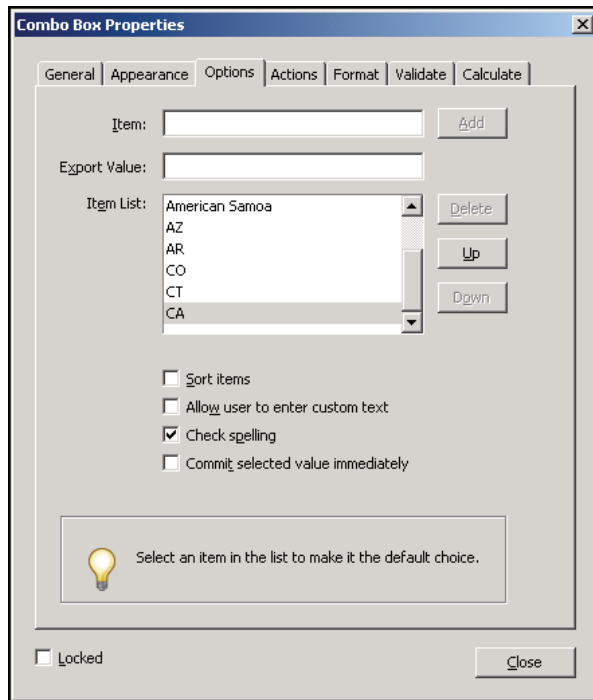 Combo Box Properties
General Appearance Options Actions Format Validate Calculate
Item: Add
Export Value:
Item List: American Samoa Delete
AZ
AR Up
CO
CT Down
CA
Sort items
Allow user to enter custom text
Check spelling
Commit selected value immediately
Select an item in the list to make it the default choice.
Locked Close